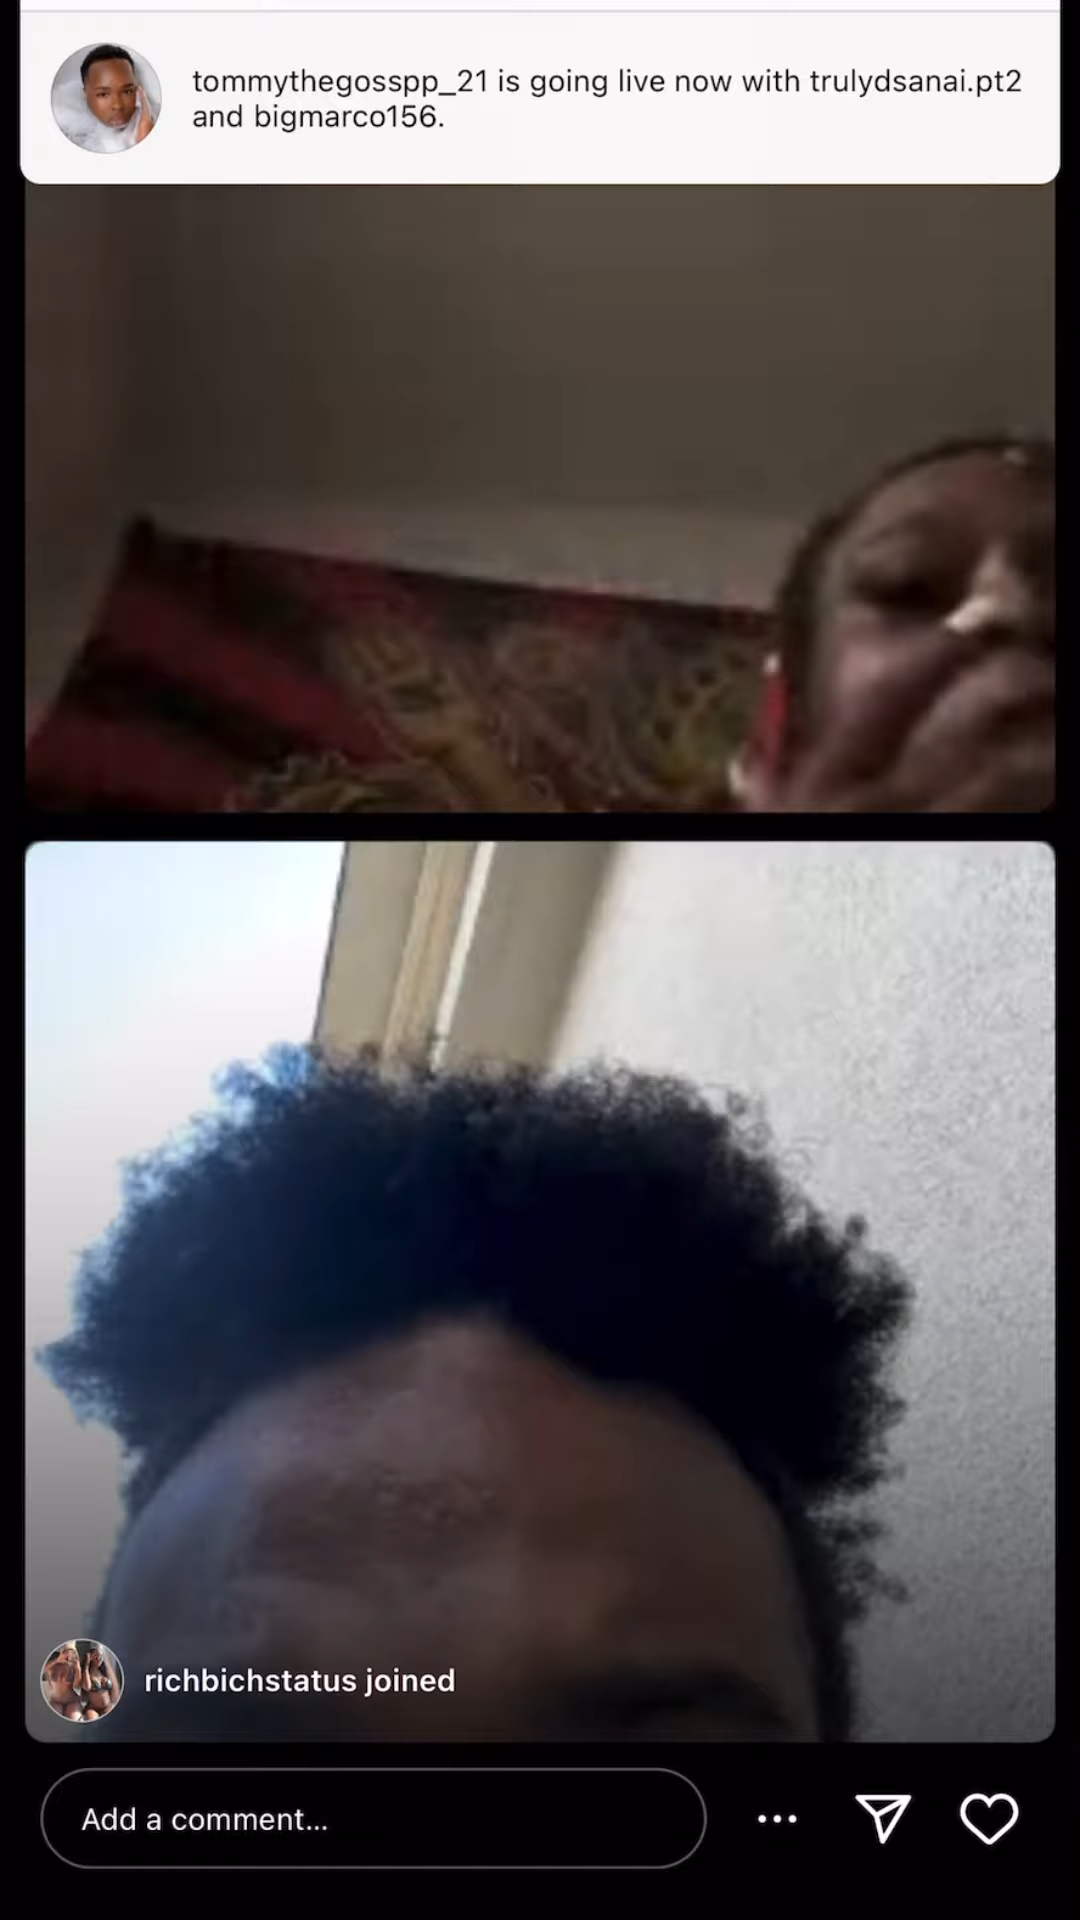 tommythegosspp_21 is going live now with trulydsanai.pt2
and bigmarco156.
richbichstatus joined
Add a comment...